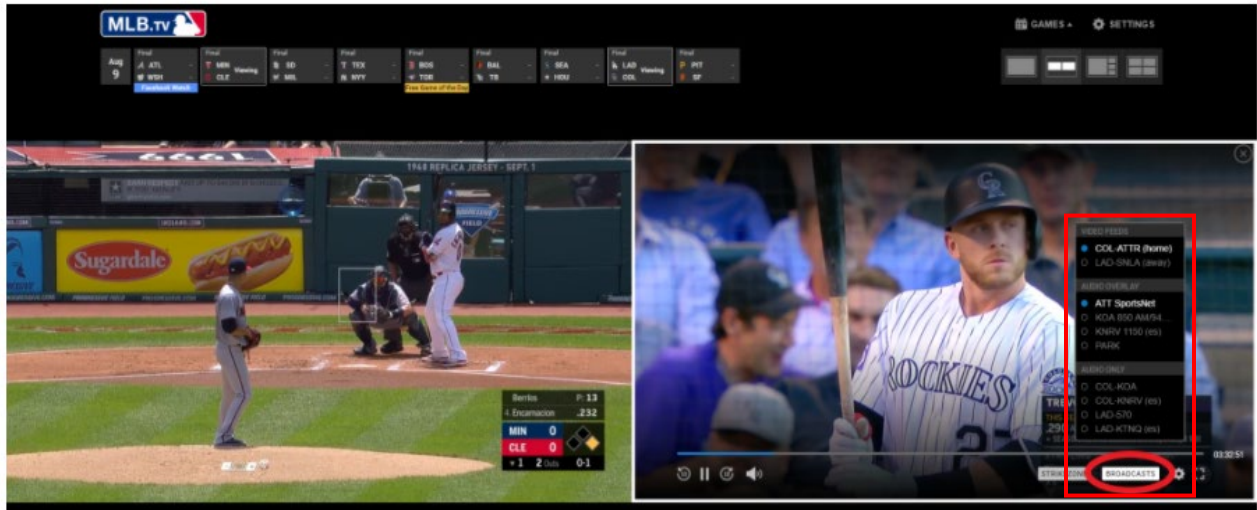 MLB.TV
GAMES
SETTINGS
Aug
9
Final
ATL
WSH
Facebook Watch
Final
MIN
CLE
Viewing
Final
SD
MIL
Final
TEX
NYY
Final
BOS
TOR
Free Game of the Day
Final
BAL
TB
Final
SEA
HOU
Final
LAD
COL
Viewing
Final
PIT
SF
1948 REPLICA JERSEY - SEPT. 1
Sugardale
PROGRESSIVE
FIELD
Berrios P: 13
4. Encarnacion .232
MIN 0
CLE 0
1 2 Outs 0-1
CR
ROCKIES
VIDEO FEEDS
COL-ATTR (home)
LAD-SNLA (away)
AUDIO OVERLAY
ATT SportsNet
KOA 850 AM/94...
KNRV 1150 (es)
PARK
AUDIO ONLY
COL-KOA
COL-KNRV (es)
LAD-570
LAD-KTNQ (es)
03:32:51
BROADCASTS